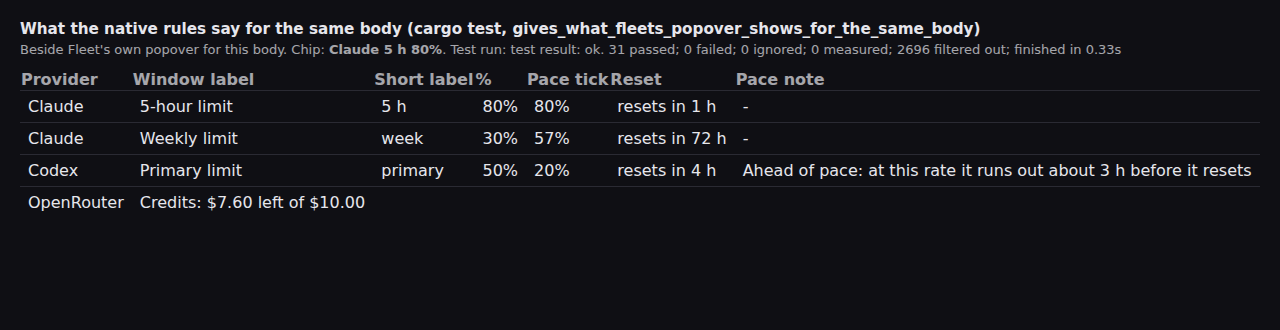 What the native rules say for the same body (cargo test, gives_what_fleets_popover_shows_for_the_same_body)
Beside Fleet's own popover for this body. Chip: Claude 5 h 80%. Test run: test result: ok. 31 passed; 0 failed; 0 ignored; 0 measured; 2696 filtered out; finished in 0.33s
Provider Window label Short label % Pace tick Reset Pace note
Claude 5-hour limit 5 h 80% 80% resets in 1 h -
Claude Weekly limit week 30% 57% resets in 72 h -
Codex Primary limit primary 50% 20% resets in 4 h Ahead of pace: at this rate it runs out about 3 h before it resets
OpenRouter Credits: $7.60 left of $10.00